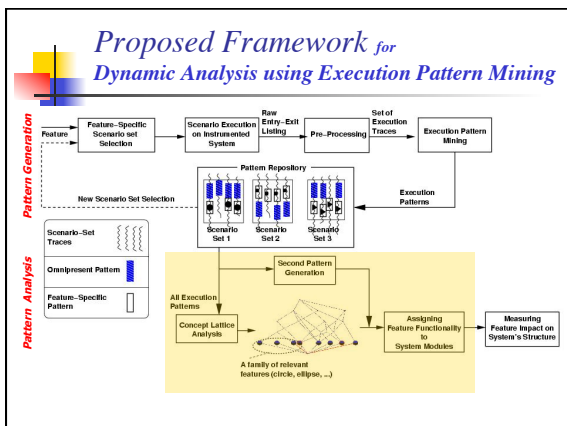 Proposed Framework for
Dynamic Analysis using Execution Pattern Mining
Pattern Generation
Feature
Feature-Specific
Scenario set
Selection
Scenario Execution
on Instrumented
System
Raw
Entry-Exit
Listing
Pre-Processing
Set of
Execution
Traces
Execution Pattern
Mining
Pattern Repository
New Scenario Set Selection
Execution
Patterns
Scenario
Set 1
Scenario
Set 2
Scenario
Set 3
Pattern Analysis
Scenario-Set
Traces
Omnipresent Pattern
Feature-Specific
Pattern
Second Pattern
Generation
All Execution
Patterns
Concept Lattice
Analysis
Assigning
Feature Functionality
to
System Modules
Measuring
Feature Impact on
System's Structure
A family of relevant
features (circle, ellipse, ...)